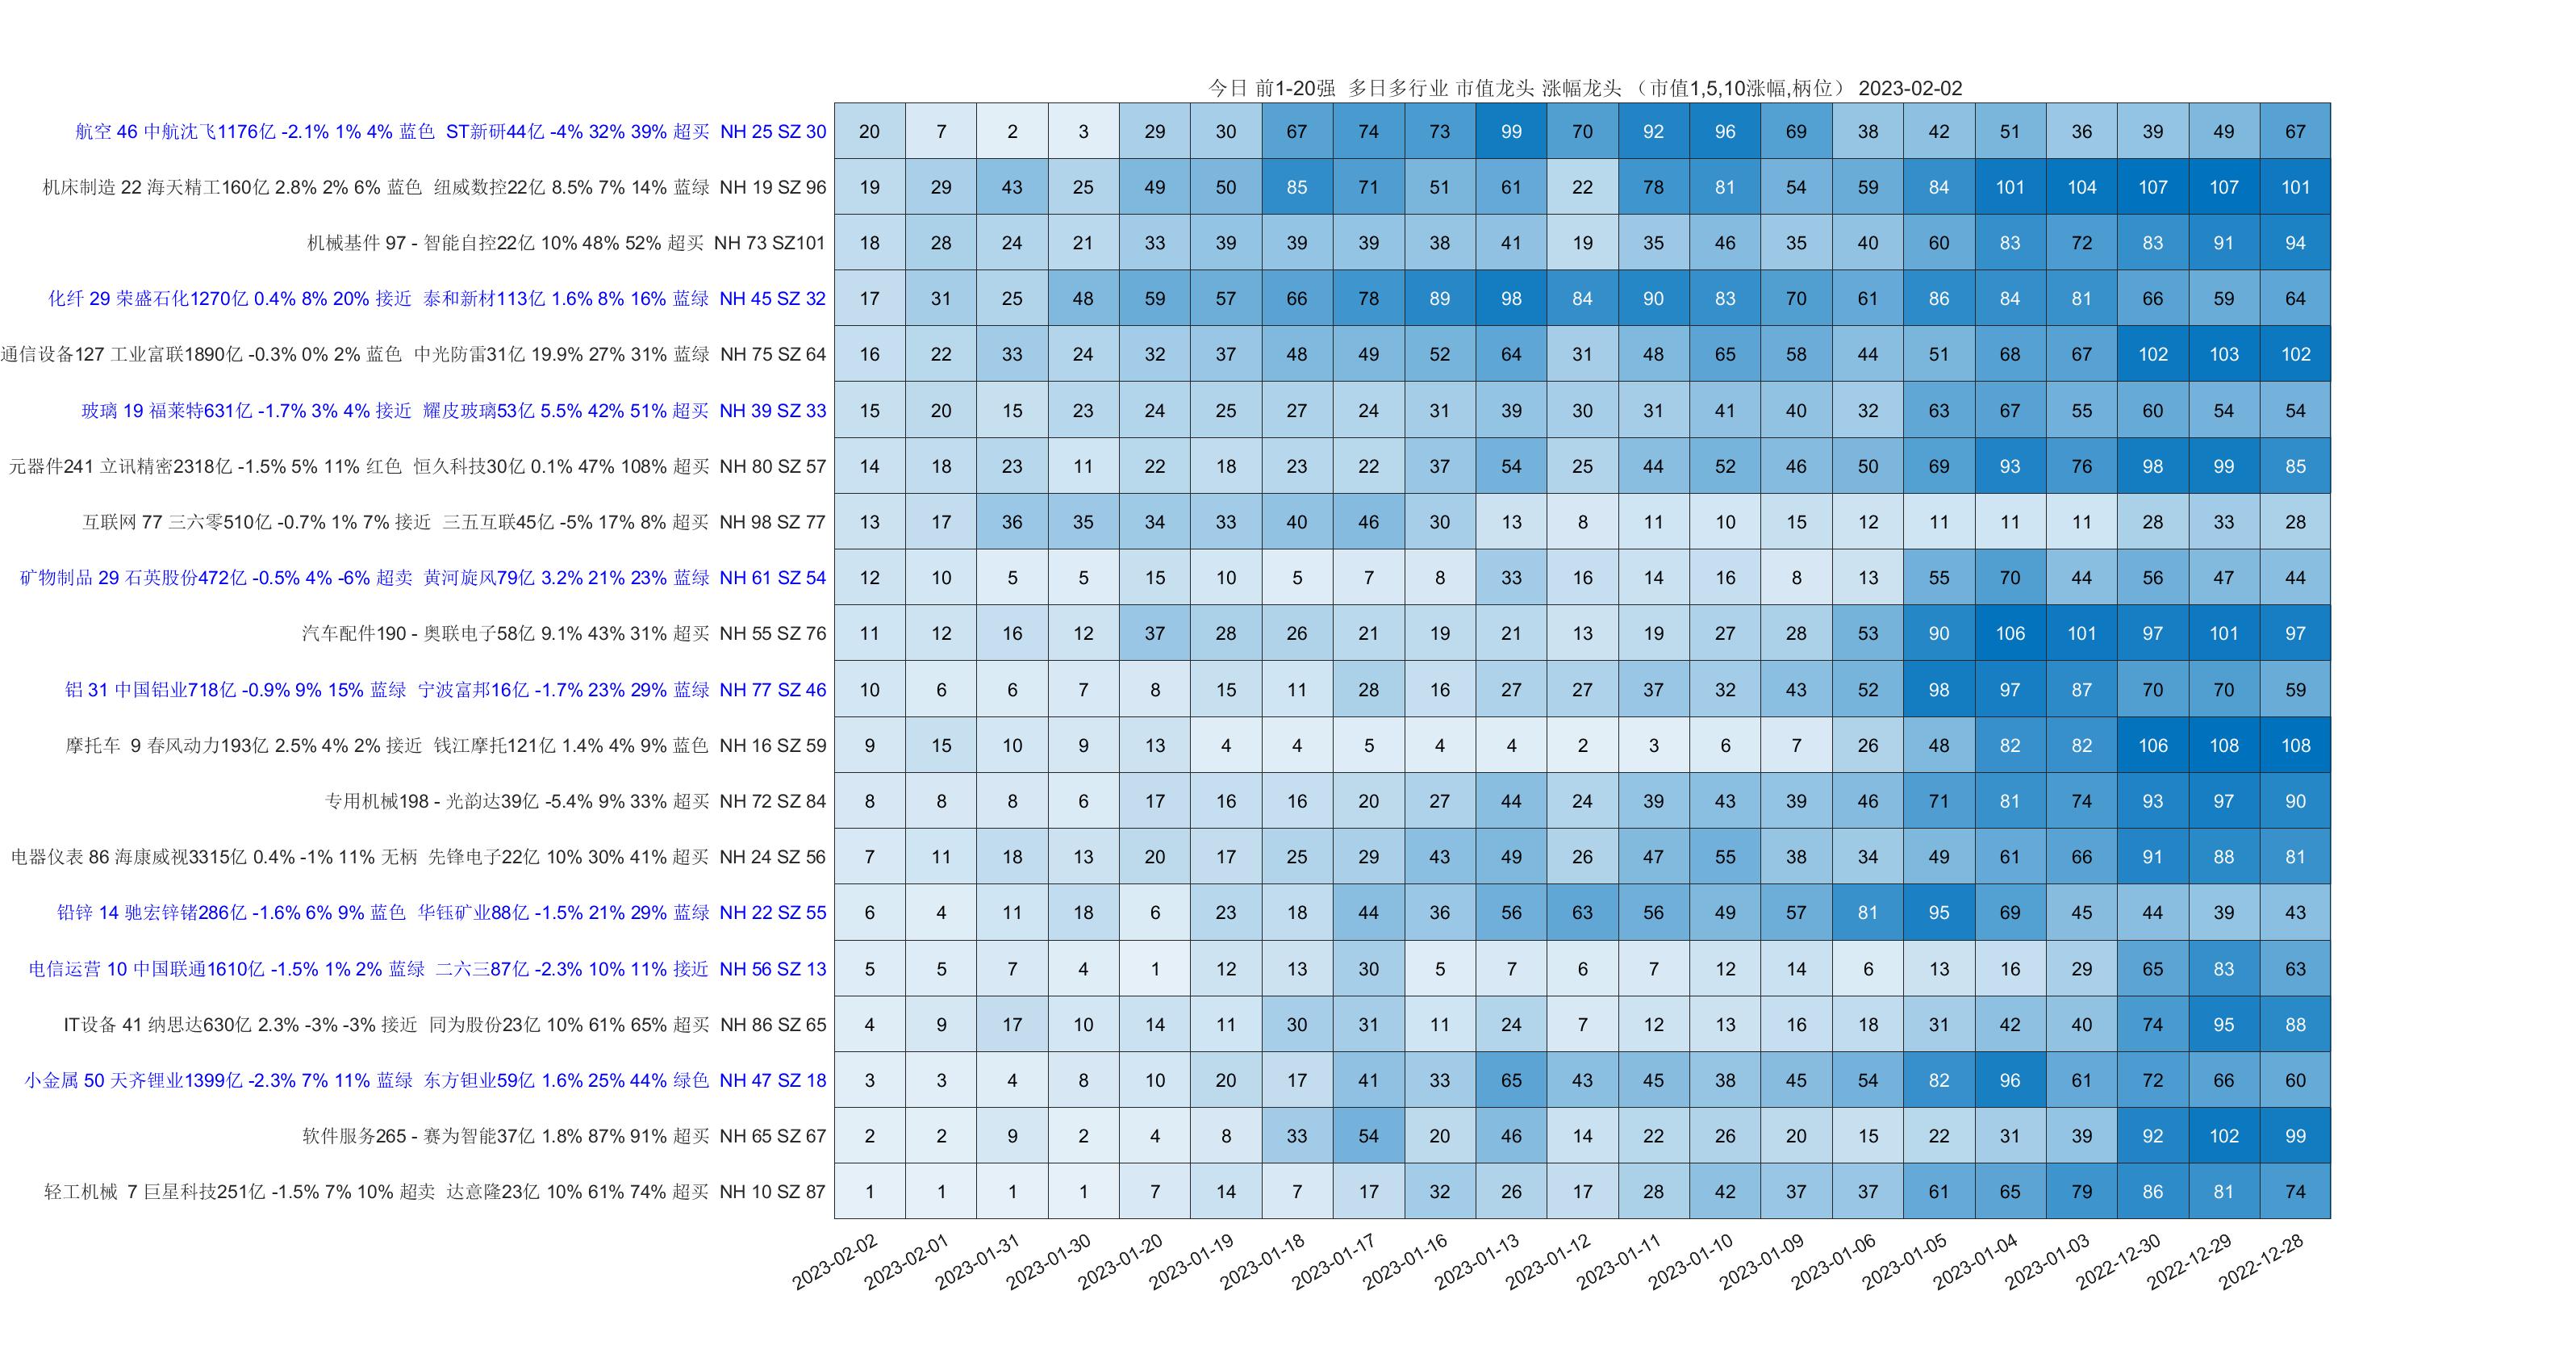 今日 前1-20强 多日多行业 市值龙头 涨幅龙头 （市值1,5,10涨幅,柄位） 2023-02-02
航空 46 中航沈飞1176亿 -2.1% 1% 4% 蓝色 ST新研44亿 -4% 32% 39% 超买 NH 25 SZ 30 20 7 2 3 29 30 67 74 73 99 70 92 96 69 38 42 51 36 39 49 67
机床制造 22 海天精工160亿 2.8% 2% 6% 蓝色 纽威数控22亿 8.5% 7% 14% 蓝绿 NH 19 SZ 96 19 29 43 25 49 50 85 71 51 61 22 78 81 54 59 84 101 104 107 107 101
机械基件 97 - 智能自控22亿 10% 48% 52% 超买 NH 73 SZ101 18 28 24 21 33 39 39 39 38 41 19 35 46 35 40 60 83 72 83 91 94
化纤 29 荣盛石化1270亿 0.4% 8% 20% 接近 泰和新材113亿 1.6% 8% 16% 蓝绿 NH 45 SZ 32 17 31 25 48 59 57 66 78 89 98 84 90 83 70 61 86 84 81 66 59 64
通信设备127 工业富联1890亿 -0.3% 0% 2% 蓝色 中光防雷31亿 19.9% 27% 31% 蓝绿 NH 75 SZ 64 16 22 33 24 32 37 48 49 52 64 31 48 65 58 44 51 68 67 102 103 102
玻璃 19 福莱特631亿 -1.7% 3% 4% 接近 耀皮玻璃53亿 5.5% 42% 51% 超买 NH 39 SZ 33 15 20 15 23 24 25 27 24 31 39 30 31 41 40 32 63 67 55 60 54 54
元器件241 立讯精密2318亿 -1.5% 5% 11% 红色 恒久科技30亿 0.1% 47% 108% 超买 NH 80 SZ 57 14 18 23 11 22 18 23 22 37 54 25 44 52 46 50 69 93 76 98 99 85
互联网 77 三六零510亿 -0.7% 1% 7% 接近 三五互联45亿 -5% 17% 8% 超买 NH 98 SZ 77 13 17 36 35 34 33 40 46 30 13 8 11 10 15 12 11 11 11 28 33 28
矿物制品 29 石英股份472亿 -0.5% 4% -6% 超卖 黄河旋风79亿 3.2% 21% 23% 蓝绿 NH 61 SZ 54 12 10 5 5 15 10 5 7 8 33 16 14 16 8 13 55 70 44 56 47 44
汽车配件190 - 奥联电子58亿 9.1% 43% 31% 超买 NH 55 SZ 76 11 12 16 12 37 28 26 21 19 21 13 19 27 28 53 90 106 101 97 101 97
铝 31 中国铝业718亿 -0.9% 9% 15% 蓝绿 宁波富邦16亿 -1.7% 23% 29% 蓝绿 NH 77 SZ 46 10 6 6 7 8 15 11 28 16 27 27 37 32 43 52 98 97 87 70 70 59
摩托车 9 春风动力193亿 2.5% 4% 2% 接近 钱江摩托121亿 1.4% 4% 9% 蓝色 NH 16 SZ 59 9 15 10 9 13 4 4 5 4 4 2 3 6 7 26 48 82 82 106 108 108
专用机械198 - 光韵达39亿 -5.4% 9% 33% 超买 NH 72 SZ 84 8 8 8 6 17 16 16 20 27 44 24 39 43 39 46 71 81 74 93 97 90
电器仪表 86 海康威视3315亿 0.4% -1% 11% 无柄 先锋电子22亿 10% 30% 41% 超买 NH 24 SZ 56 7 11 18 13 20 17 25 29 43 49 26 47 55 38 34 49 61 66 91 88 81
铅锌 14 驰宏锌锗286亿 -1.6% 6% 9% 蓝色 华钰矿业88亿 -1.5% 21% 29% 蓝绿 NH 22 SZ 55 6 4 11 18 6 23 18 44 36 56 63 56 49 57 81 95 69 45 44 39 43
电信运营 10 中国联通1610亿 -1.5% 1% 2% 蓝绿 二六三87亿 -2.3% 10% 11% 接近 NH 56 SZ 13 5 5 7 4 1 12 13 30 5 7 6 7 12 14 6 13 16 29 65 83 63
IT设备 41 纳思达630亿 2.3% -3% -3% 接近 同为股份23亿 10% 61% 65% 超买 NH 86 SZ 65 4 9 17 10 14 11 30 31 11 24 7 12 13 16 18 31 42 40 74 95 88
小金属 50 天齐锂业1399亿 -2.3% 7% 11% 蓝绿 东方钽业59亿 1.6% 25% 44% 绿色 NH 47 SZ 18 3 3 4 8 10 20 17 41 33 65 43 45 38 45 54 82 96 61 72 66 60
软件服务265 - 赛为智能37亿 1.8% 87% 91% 超买 NH 65 SZ 67 2 2 9 2 4 8 33 54 20 46 14 22 26 20 15 22 31 39 92 102 99
轻工机械 7 巨星科技251亿 -1.5% 7% 10% 超卖 达意隆23亿 10% 61% 74% 超买 NH 10 SZ 87 1 1 1 1 7 14 7 17 32 26 17 28 42 37 37 61 65 79 86 81 74
2023-02-02 2023-02-01 2023-01-31 2023-01-30 2023-01-20 2023-01-19 2023-01-18 2023-01-17 2023-01-16 2023-01-13 2023-01-12 2023-01-11 2023-01-10 2023-01-09 2023-01-06 2023-01-05 2023-01-04 2023-01-03 2022-12-30 2022-12-29 2022-12-28